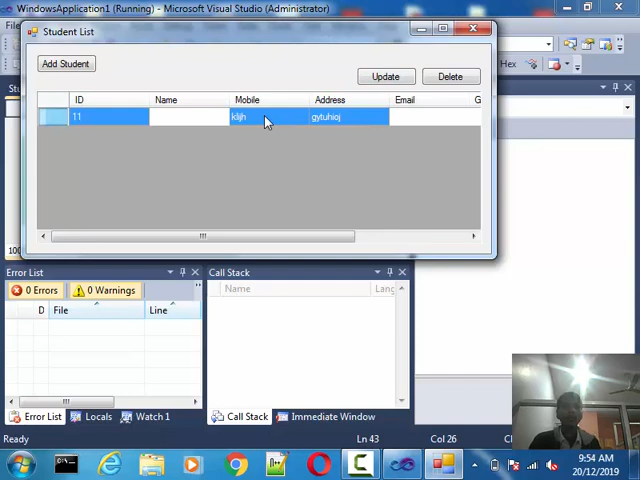 WindowsApplication1 (Running) - Microsoft Visual Studio (Administrator)
Student List
Add Student
Update
Delete
ID Name Mobile Address Email G
11 klijh gytuhioj
Hex
100
Error List
Call Stack
0 Errors
0 Warnings
Name
Lang
D File Line
Error List
Locals
Watch 1
Call Stack
Immediate Window
Ready
Ln 43
Col 26
9:54 AM
20/12/2019